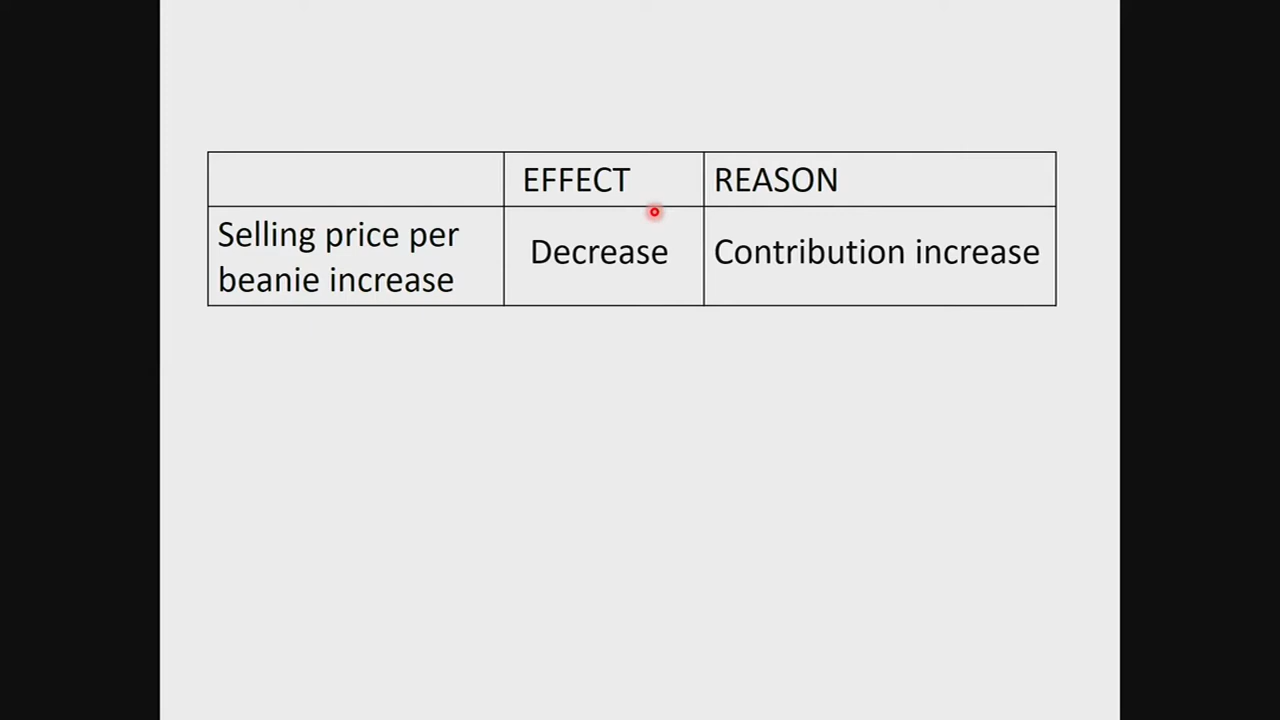 EFFECT REASON
Selling price per
beanie increase
Decrease
Contribution increase